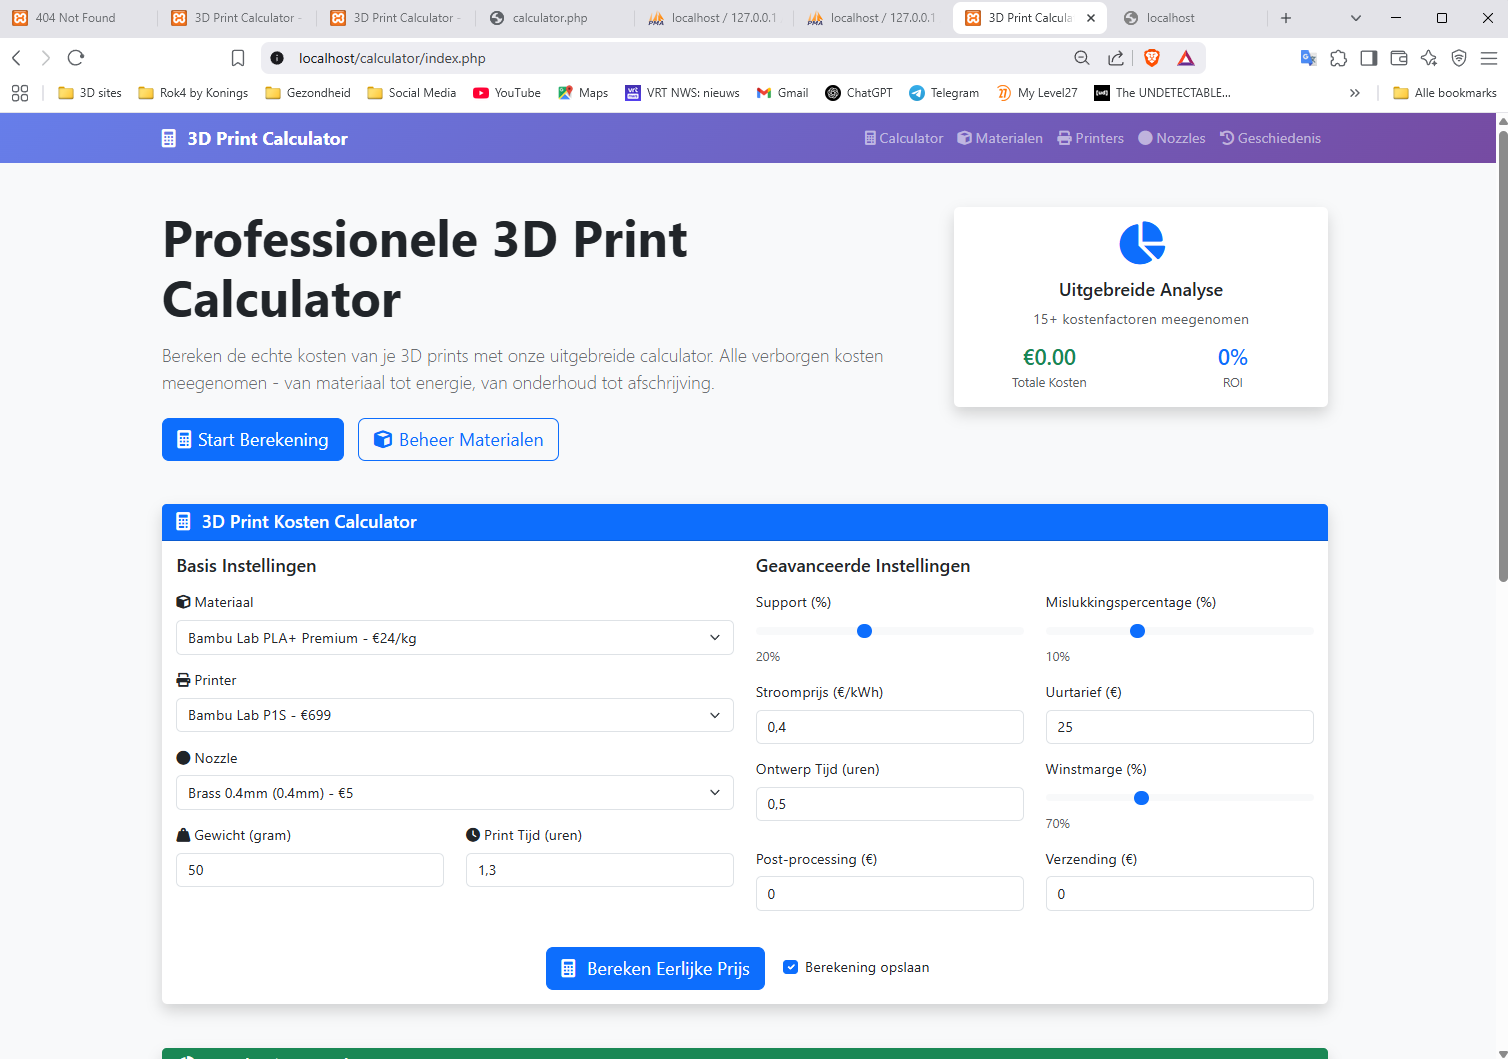 404 Not Found
3D Print Calculator -
3D Print Calculator -
calculator.php
localhost / 127.0.0.1
localhost / 127.0.0.1
3D Print Calcula
localhost
localhost/calculator/index.php
3D sites
Rok4 by Konings
Gezondheid
Social Media
YouTube
Maps
VRT NWS: nieuws
Gmail
ChatGPT
Telegram
My Level27
The UNDETECTABLE...
Alle bookmarks
3D Print Calculator
Calculator
Materialen
Printers
Nozzles
Geschiedenis
Professionele 3D Print
Calculator
Bereken de echte kosten van je 3D prints met onze uitgebreide calculator. Alle verborgen kosten
meegenomen - van materiaal tot energie, van onderhoud tot afschrijving.
Start Berekening
Beheer Materialen
Uitgebreide Analyse
15+ kostenfactoren meegenomen
€0.00
Totale Kosten
0%
ROI
3D Print Kosten Calculator
Basis Instellingen
Materiaal
Bambu Lab PLA+ Premium - €24/kg
Printer
Bambu Lab P1S - €699
Nozzle
Brass 0.4mm (0.4mm) - €5
Gewicht (gram)
50
Print Tijd (uren)
1,3
Geavanceerde Instellingen
Support (%)
20%
Mislukkingspercentage (%)
10%
Stroomprijs (€/kWh)
0,4
Uurtarief (€)
25
Ontwerp Tijd (uren)
0,5
Winstmarge (%)
70%
Post-processing (€)
0
Verzending (€)
0
Bereken Eerlijke Prijs
Berekening opslaan